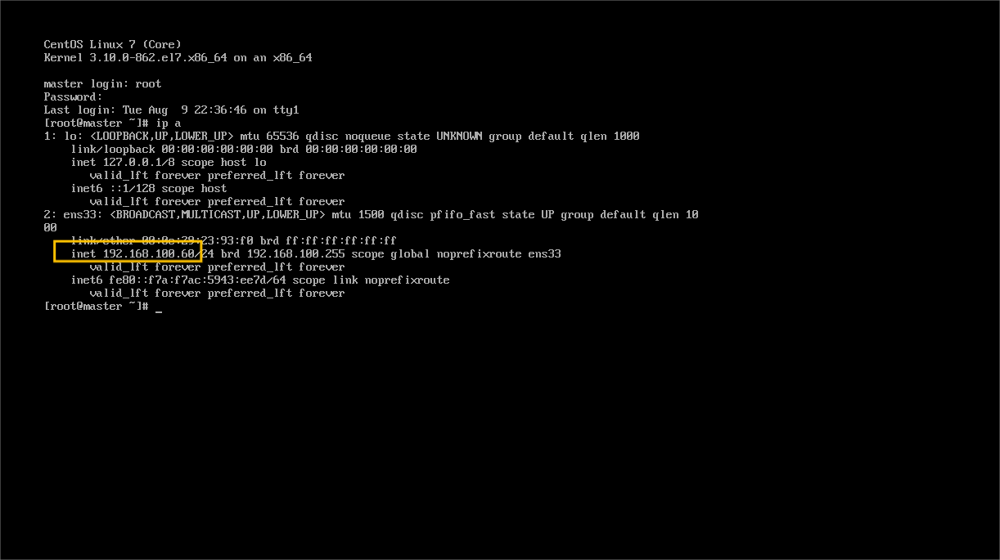 CentOS Linux 7 (Core)
Kernel 3.10.0-862.el7.x86_64 on an x86_64
master login: root
Password:
Last login: Tue Aug  9 22:36:46 on tty1
[root@master ~]# ip a
1: lo: <LOOPBACK,UP,LOWER_UP> mtu 65536 qdisc noqueue state UNKNOWN group default qlen 1000
    link/loopback 00:00:00:00:00:00 brd 00:00:00:00:00:00
    inet 127.0.0.1/8 scope host lo
       valid_lft forever preferred_lft forever
    inet6 ::1/128 scope host
       valid_lft forever preferred_lft forever
2: ens33: <BROADCAST,MULTICAST,UP,LOWER_UP> mtu 1500 qdisc pfifo_fast state UP group default qlen 10
00
    link/ether 00:0c:29:23:93:f0 brd ff:ff:ff:ff:ff:ff
    inet 192.168.100.60/24 brd 192.168.100.255 scope global noprefixroute ens33
       valid_lft forever preferred_lft forever
    inet6 fe80::f7a:f7ac:5943:ee7d/64 scope link noprefixroute
       valid_lft forever preferred_lft forever
[root@master ~]# _